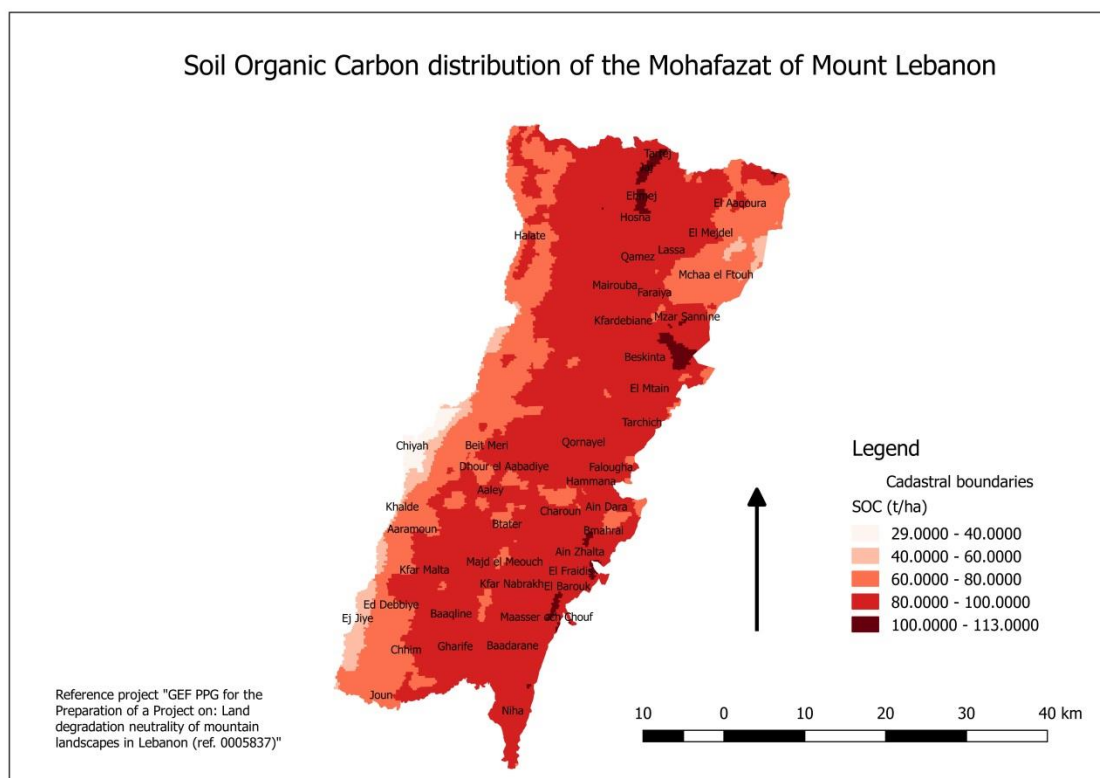 Soil Organic Carbon distribution of the Mohafazat of Mount Lebanon
Tartej
Jaj
Ehmej
Hosna
El Aaqoura
Halate
El Mejdel
Lassa
Qamez
Mchaa el Ftouh
Mairouba
Faraiya
Mzar Sannine
Kfardebiane
Beskinta
El Mtain
Tarchich
Chiyah
Beit Meri
Qornayel
Dhour el Aabadiye
Falougha
Hammana
Aaley
Khalde
Charoun
Ain Dara
Aaramoun
Btater
Bmahrai
Ain Zhalta
Majd el Meouch
Kfar Malta
El Fraidis
Kfar Nabrakh
El Barouk
Ed Debbiye
Ej Jiye
Baaqline
Maasser ech Chouf
Chhim
Gharife
Baadarane
Joun
Niha
Legend
Cadastral boundaries
SOC (t/ha)
29.0000 - 40.0000
40.0000 - 60.0000
60.0000 - 80.0000
80.0000 - 100.0000
100.0000 - 113.0000
Reference project "GEF PPG for the
Preparation of a Project on: Land
degradation neutrality of mountain
landscapes in Lebanon (ref. 0005837)"
10 0 10 20 30 40 km